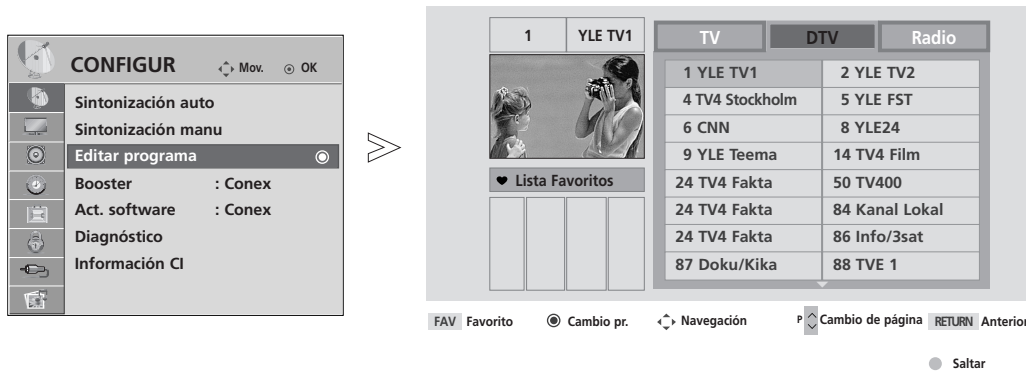 CONFIGUR Mov. OK
Sintonización auto
Sintonización manu
Editar programa
Booster : Conex
Act. software : Conex
Diagnóstico
Información CI
1 YLE TV1
Lista Favoritos
TV DTV Radio
1 YLE TV1 2 YLE TV2
4 TV4 Stockholm 5 YLE FST
6 CNN 8 YLE24
9 YLE Teema 14 TV4 Film
24 TV4 Fakta 50 TV400
24 TV4 Fakta 84 Kanal Lokal
24 TV4 Fakta 86 Info/3sat
87 Doku/Kika 88 TVE 1
FAV Favorito Cambio pr. Navegación P Cambio de página RETURN Anterior
Saltar